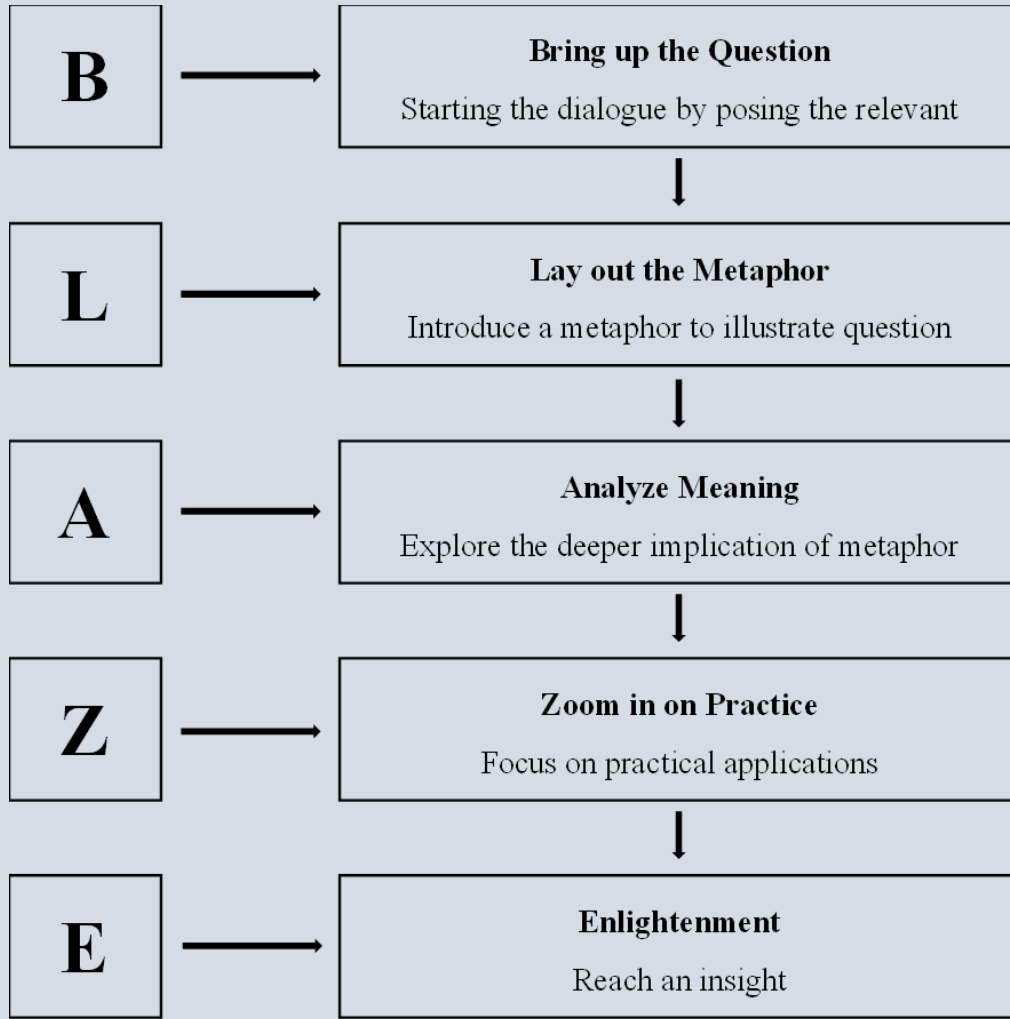 B
Bring up the Question
Starting the dialogue by posing the relevant
L
Lay out the Metaphor
Introduce a metaphor to illustrate question
A
Analyze Meaning
Explore the deeper implication of metaphor
Z
Zoom in on Practice
Focus on practical applications
E
Enlightenment
Reach an insight